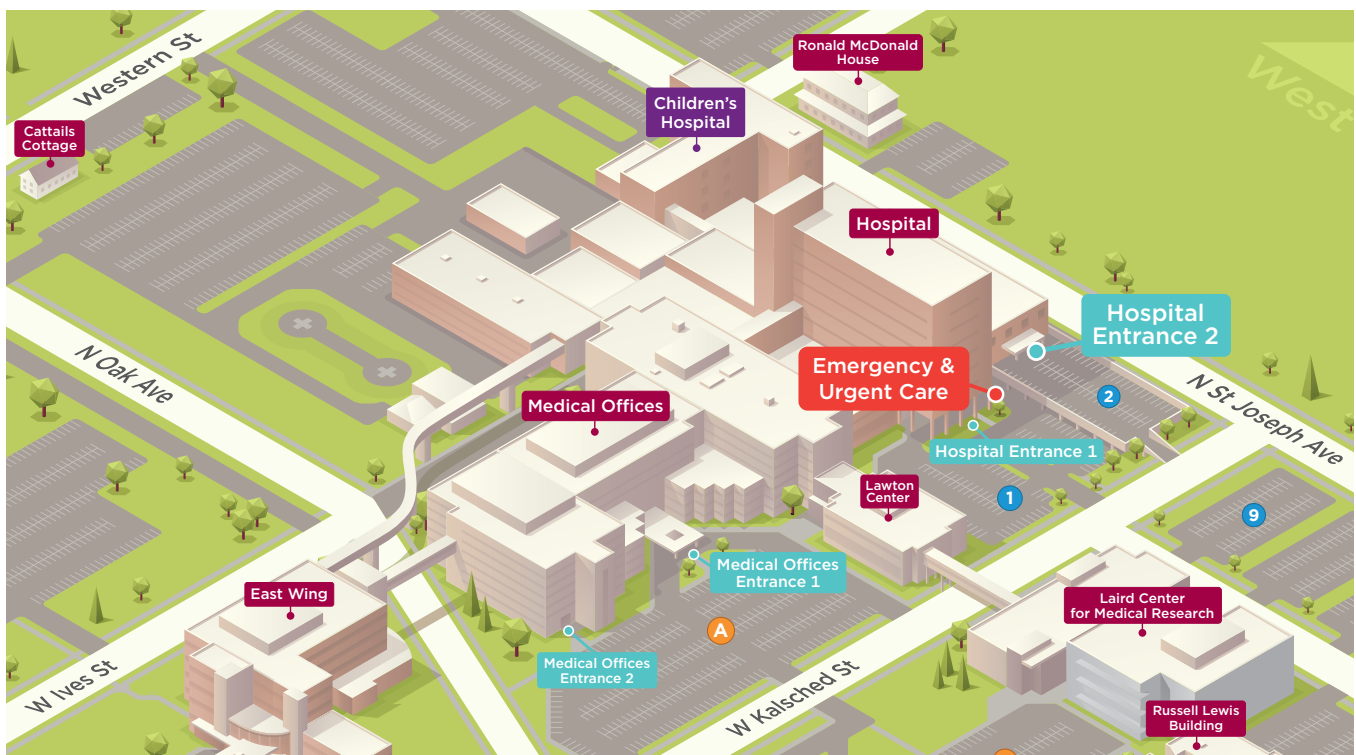 Western St
Ronald McDonald
House
West
Children's
Hospital
Cattails
Cottage
Hospital
Hospital
Entrance 2
N Oak Ave
Emergency &
Urgent Care
N St Joseph Ave
2
Medical Offices
Hospital Entrance 1
Lawton
Center
1
9
Medical Offices
Entrance 1
East Wing
Laird Center
for Medical Research
A
Medical Offices
Entrance 2
W Ives St
W Kalsched St
Russell Lewis
Building